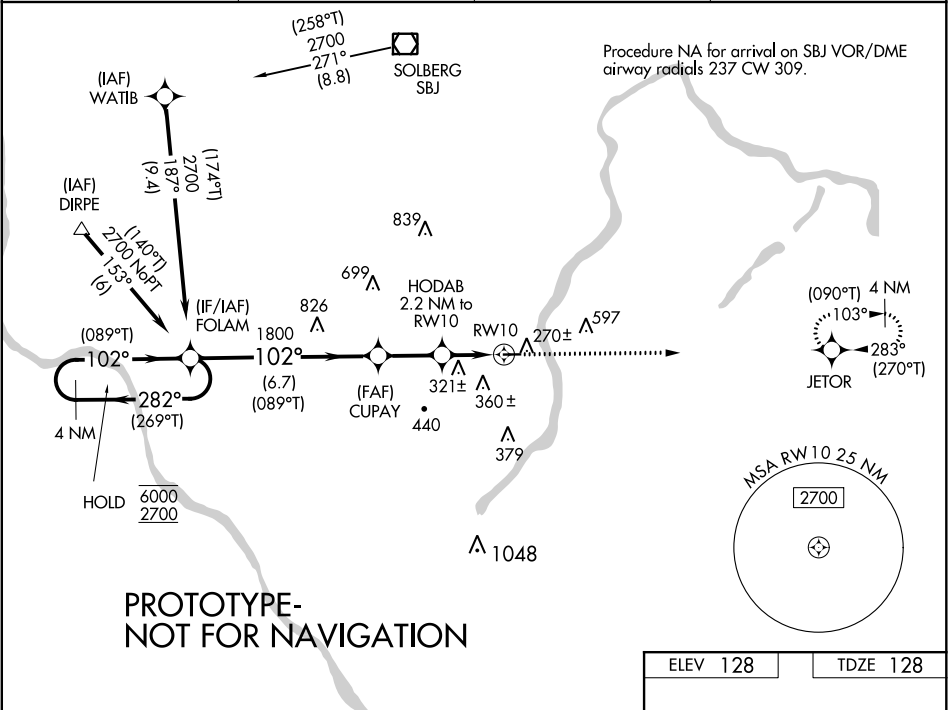 (258°T)
2700
271°
(8.8)
SOLBERG
SBJ
Procedure NA for arrival on SBJ VOR/DME
airway radials 237 CW 309.
(IAF)
WATIB
(174°T)
2700
187°
(9.4)
(IAF)
DIRPE
(140°T)
2700 NoPT
153°
(6)
839
699
826
HODAB
2.2 NM to
RW10
RW10
270±
597
(IF/IAF)
FOLAM
1800
102°
(6.7)
(089°T)
(089°T)
102°
282°
(269°T)
4 NM
(FAF)
CUPAY
321±
360±
440
379
(090°T)
4 NM
103°
283°
(270°T)
JETOR
HOLD
6000
2700
1048
MSA RW10 25 NM
2700
PROTOTYPE-
NOT FOR NAVIGATION
ELEV 128
TDZE 128